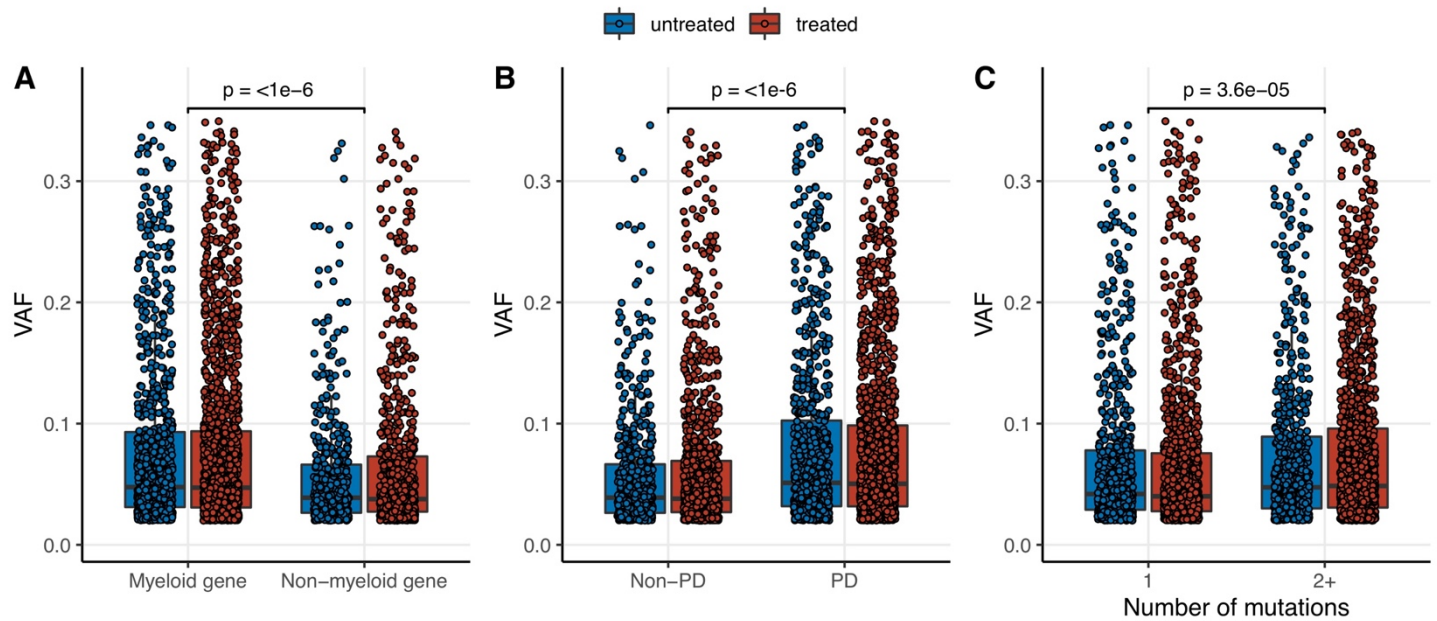 untreated treated
A
p = <1e−6
VAF
0.3
0.2
0.1
0.0
Myeloid gene Non−myeloid gene
B
p = <1e-6
VAF
0.3
0.2
0.1
0.0
Non−PD PD
C
p = 3.6e−05
VAF
0.3
0.2
0.1
0.0
1 2+
Number of mutations